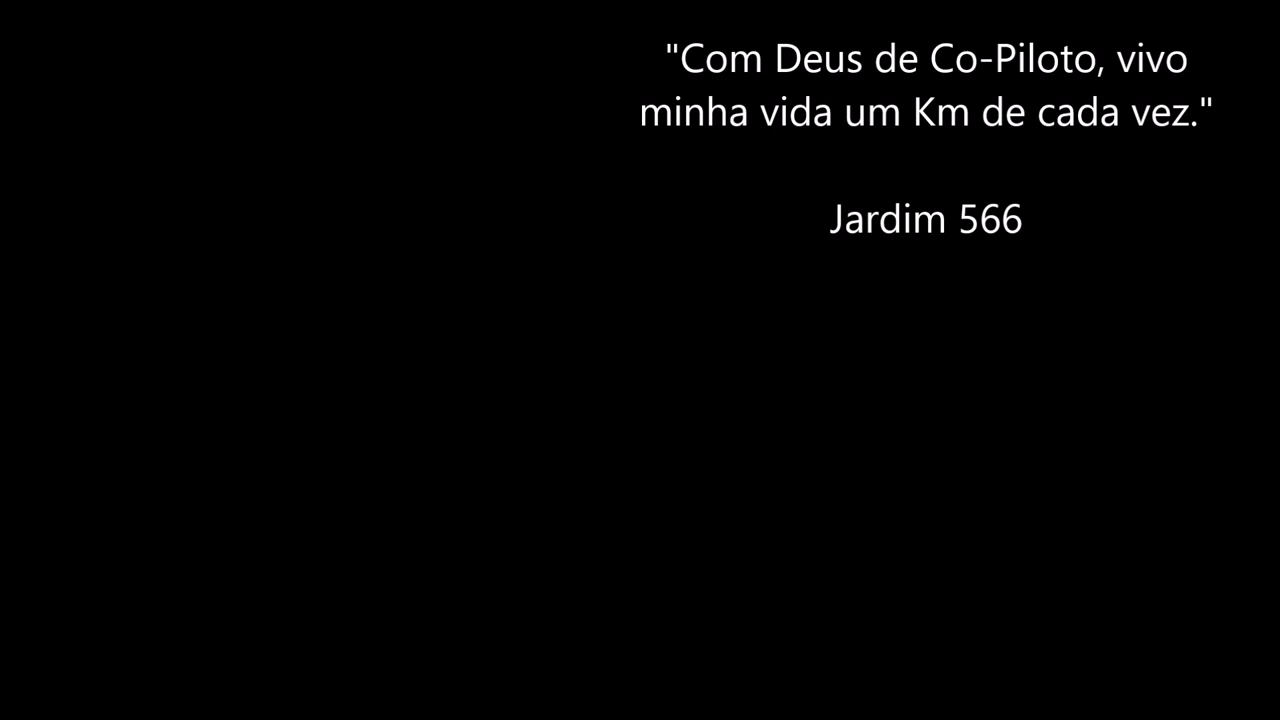 "Com Deus de Co-Piloto, vivo
minha vida um Km de cada vez."
Jardim 566